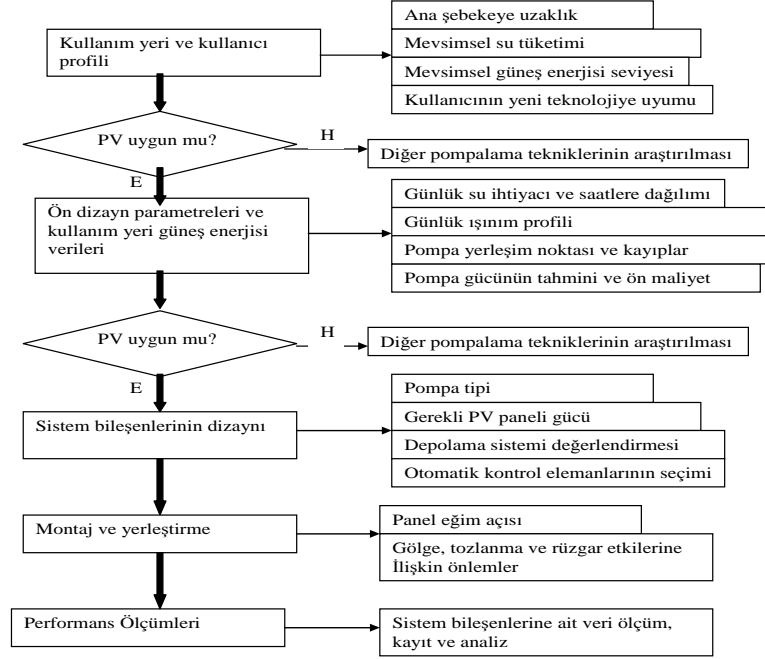 Kullanım yeri ve kullanıcı
profili
Ana şebekeye uzaklık
Mevsimsel su tüketimi
Mevsimsel güneş enerjisi seviyesi
Kullanıcının yeni teknolojiye uyumu
PV uygun mu?
H
Diğer pompalama tekniklerinin araştırılması
E
Ön dizayn parametreleri ve
kullanım yeri güneş enerjisi
verileri
Günlük su ihtiyacı ve saatlere dağılımı
Günlük ışınım profili
Pompa yerleşim noktası ve kayıplar
Pompa gücünün tahmini ve ön maliyet
PV uygun mu?
H
Diğer pompalama tekniklerinin araştırılması
E
Sistem bileşenlerinin dizaynı
Pompa tipi
Gerekli PV paneli gücü
Depolama sistemi değerlendirmesi
Otomatik kontrol elemanlarının seçimi
Montaj ve yerleştirme
Panel eğim açısı
Gölge, tozlanma ve rüzgar etkilerine
İlişkin önlemler
Performans Ölçümleri
Sistem bileşenlerine ait veri ölçüm,
kayıt ve analiz